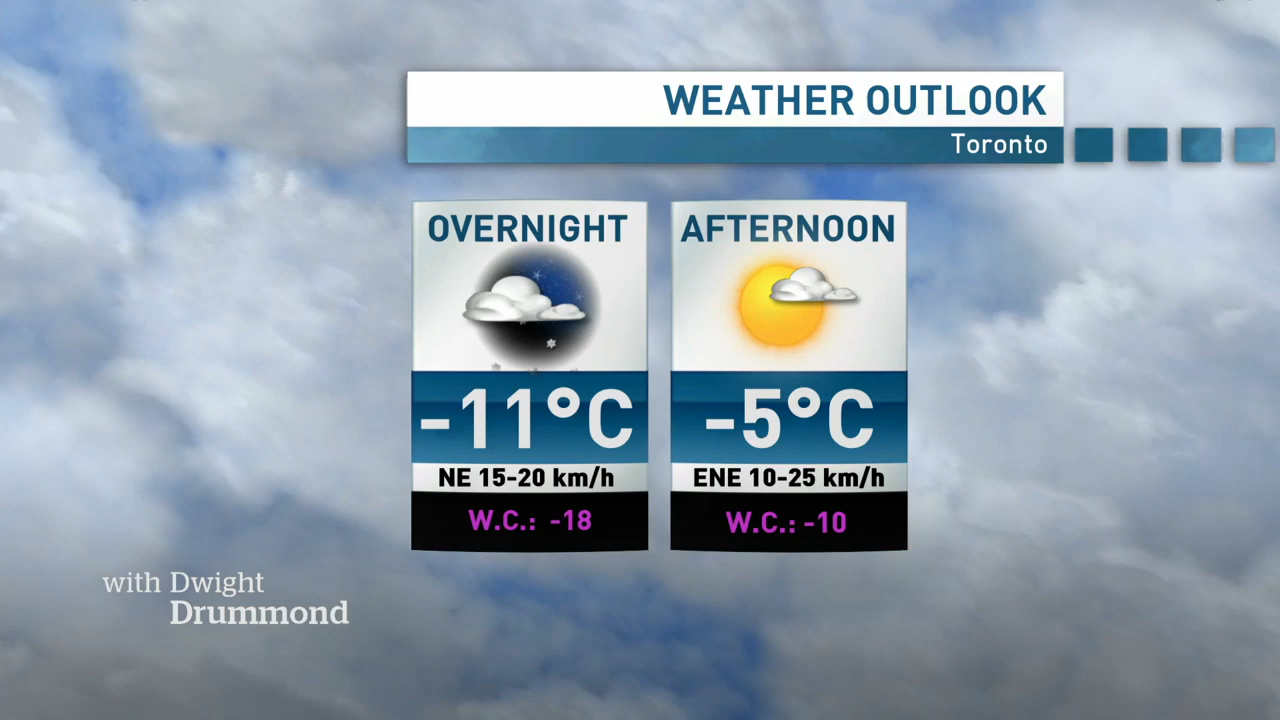 WEATHER OUTLOOK
Toronto
OVERNIGHT
-11°C
NE 15-20 km/h
W.C.: -18
AFTERNOON
-5°C
ENE 10-25 km/h
W.C.: -10
with Dwight
Drummond